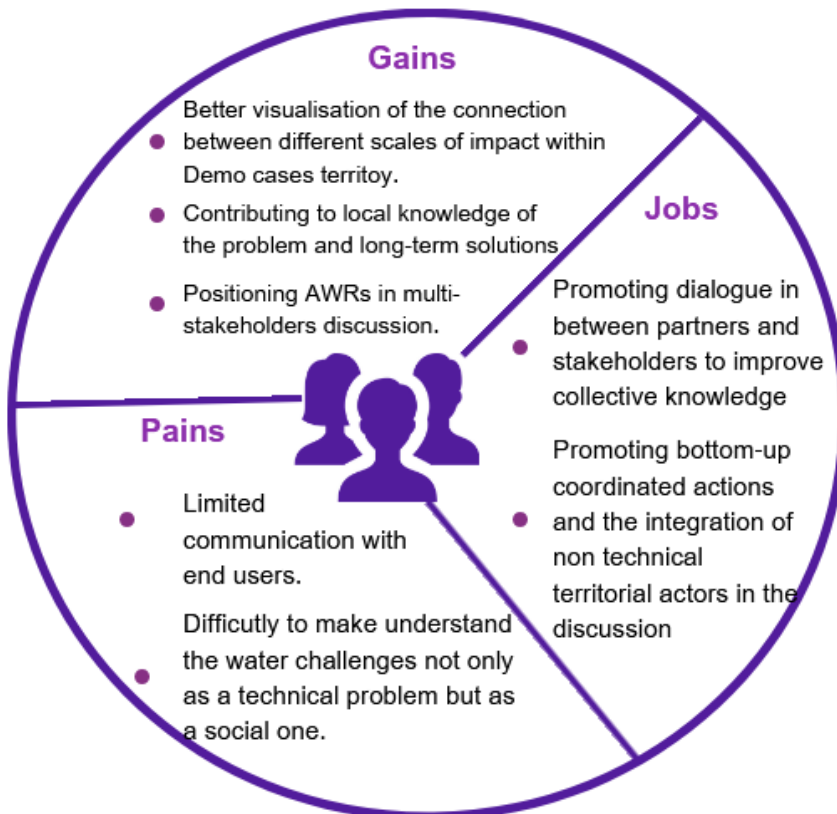 Gains
Better visualisation of the connection
between different scales of impact within
Demo cases territoy.
Contributing to local knowledge of
the problem and long-term solutions
Positioning AWRs in multi-
stakeholders discussion.
Jobs
Promoting dialogue in
between partners and
stakeholders to improve
collective knowledge
Promoting bottom-up
coordinated actions
and the integration of
non technical
territorial actors in the
discussion
Pains
Limited
communication with
end users.
Difficutly to make understand
the water challenges not only
as a technical problem but as
a social one.